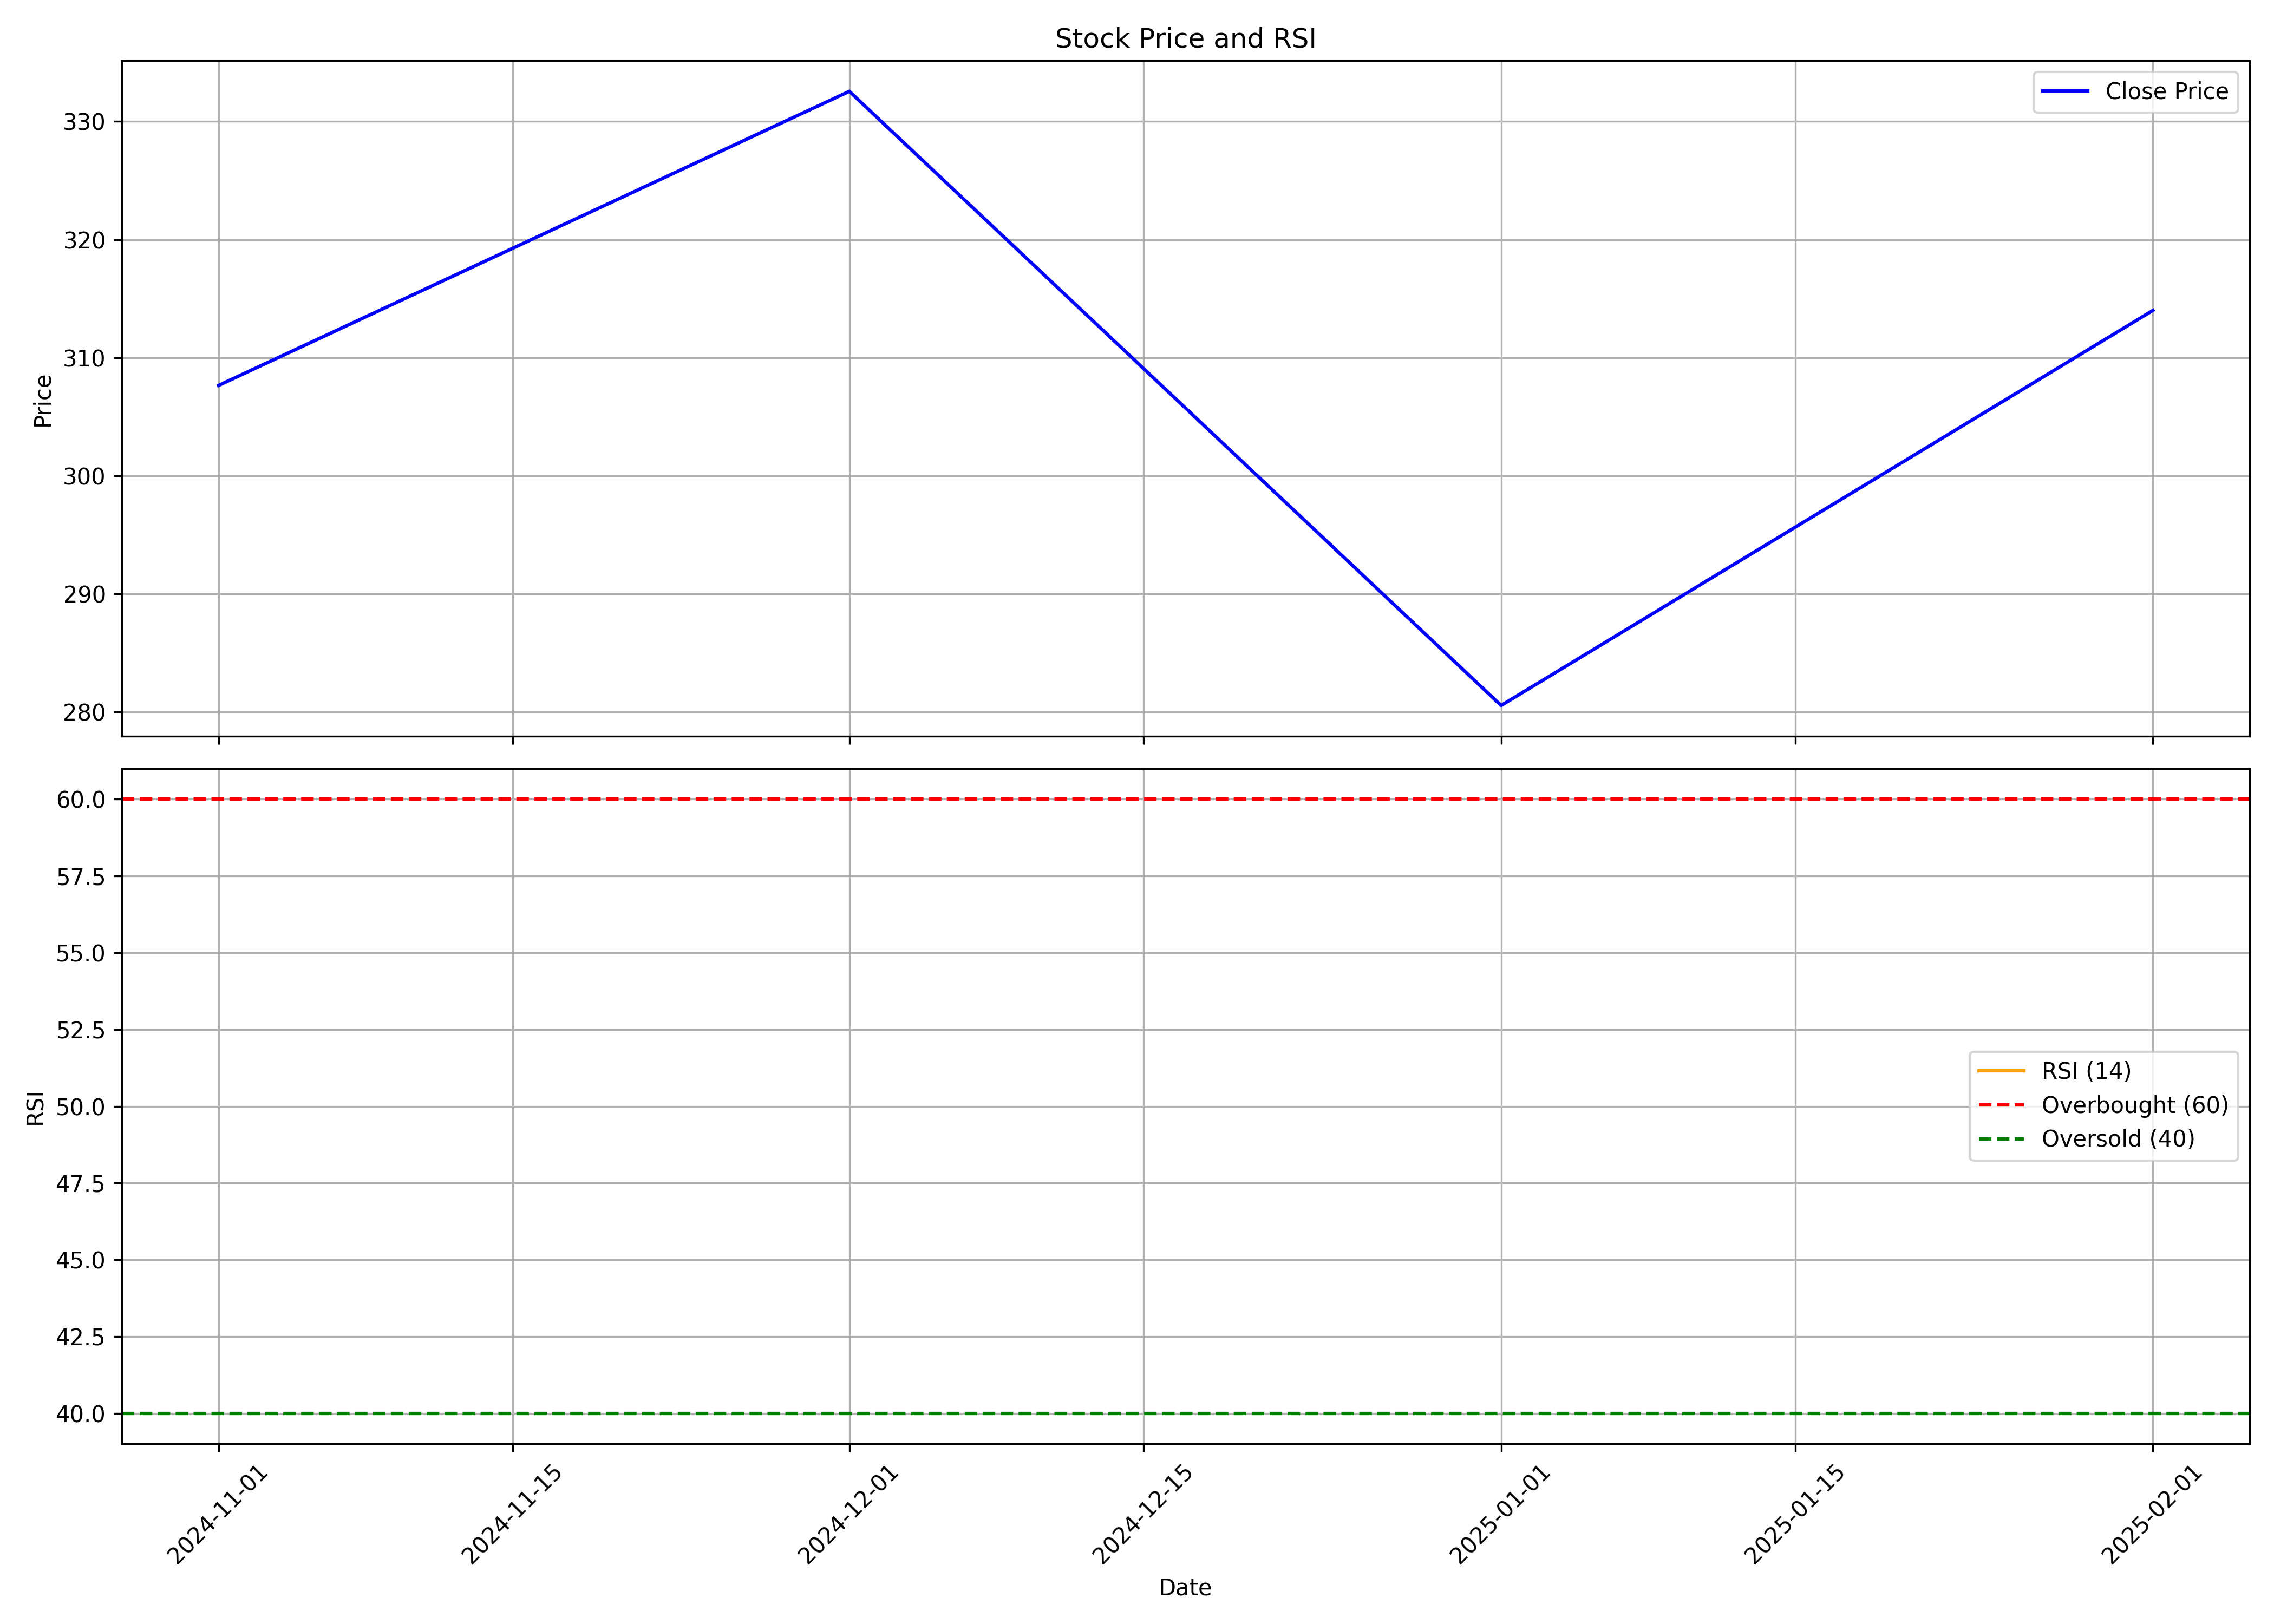 Stock Price and RSI
Close Price
Price
330
320
310
300
290
280
RSI
60.0
57.5
55.0
52.5
50.0
47.5
45.0
42.5
40.0
RSI (14)
Overbought (60)
Oversold (40)
2024-11-01
2024-11-15
2024-12-01
2024-12-15
2025-01-01
2025-01-15
2025-02-01
Date